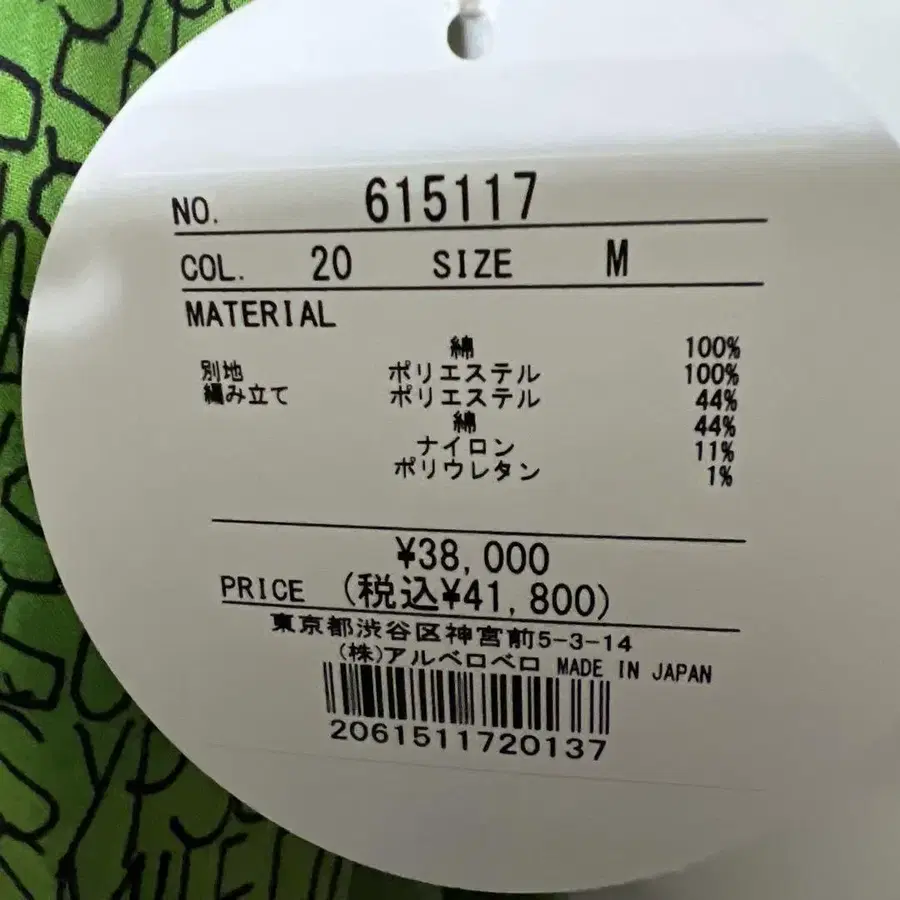 NO. 615117
COL. 20 SIZE M
MATERIAL
綿 100%
別地 ポリエステル 100%
編み立て ポリエステル 44%
綿 44%
ナイロン 11%
ポリウレタン 1%
¥38,000
PRICE (税込¥41,800)
東京都渋谷区神宮前5-3-14
(株)アルベロベロ MADE IN JAPAN
2061511720137